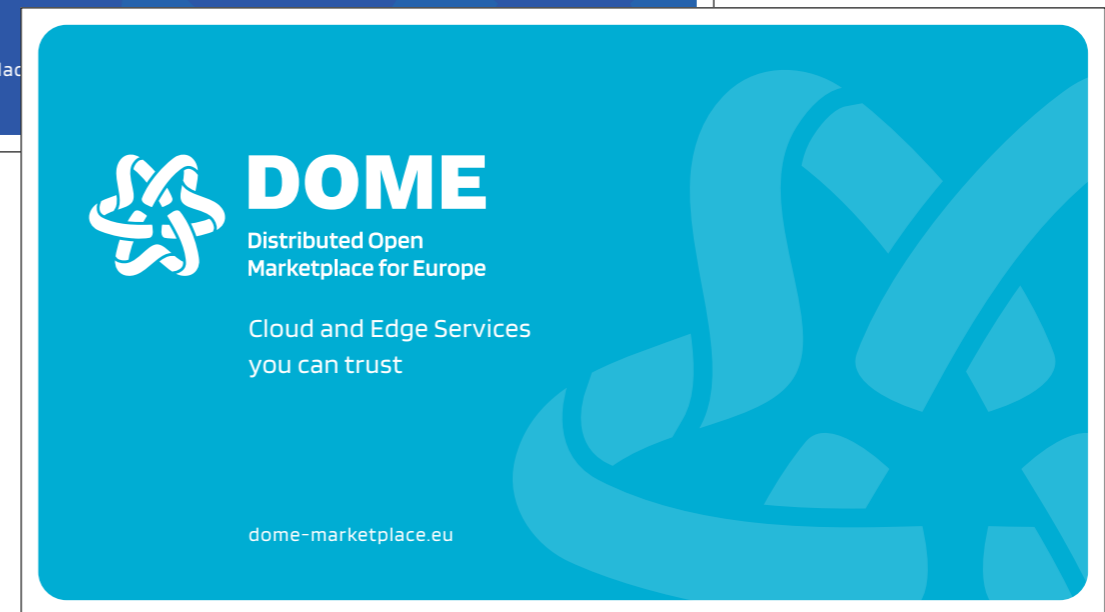 DOME
Distributed Open
Marketplace for Europe
Cloud and Edge Services
you can trust
dome-marketplace.eu